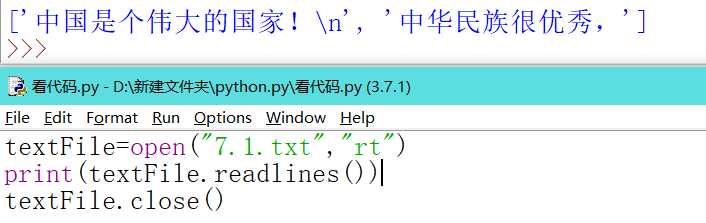 ['中国是个伟大的国家！\n', '中华民族很优秀，']
>>>
看代码.py - D:\新建文件夹\python.py\看代码.py (3.7.1)
File Edit Format Run Options Window Help
textFile=open("7.1.txt","rt")
print(textFile.readlines())
textFile.close()